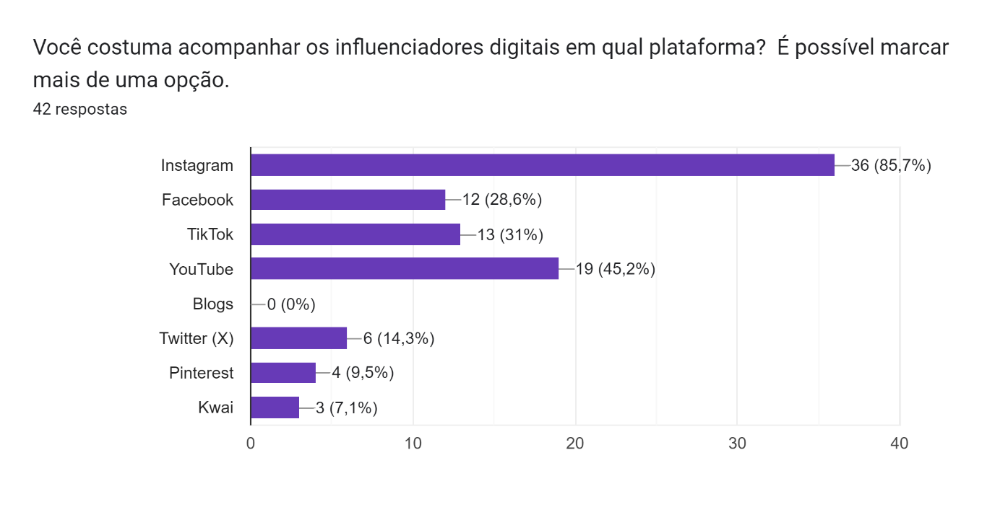 Você costuma acompanhar os influenciadores digitais em qual plataforma?  É possível marcar
mais de uma opção.
42 respostas
Instagram 36 (85,7%)
Facebook 12 (28,6%)
TikTok 13 (31%)
YouTube 19 (45,2%)
Blogs 0 (0%)
Twitter (X) 6 (14,3%)
Pinterest 4 (9,5%)
Kwai 3 (7,1%)
0 10 20 30 40